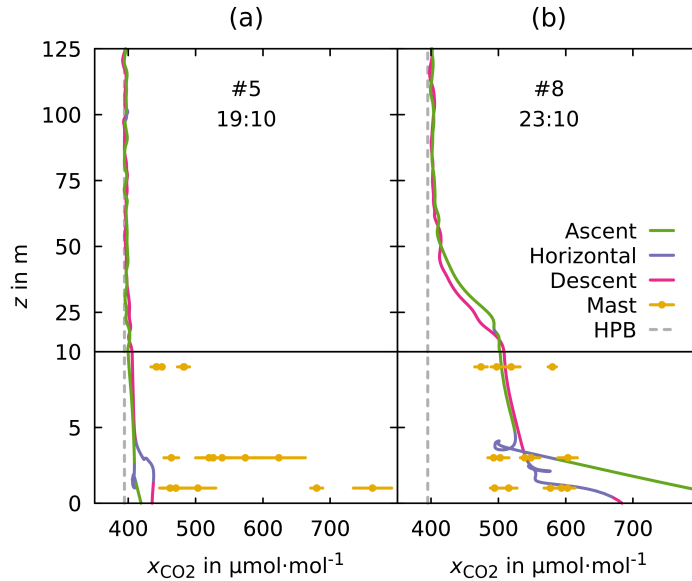 (a) (b)
125
100
75
50
25
10
5
0
z in m
#5
19:10
#8
23:10
Ascent
Horizontal
Descent
Mast
HPB
400 500 600 700 400 500 600 700
xCO2 in μmol·mol-1 xCO2 in μmol·mol-1